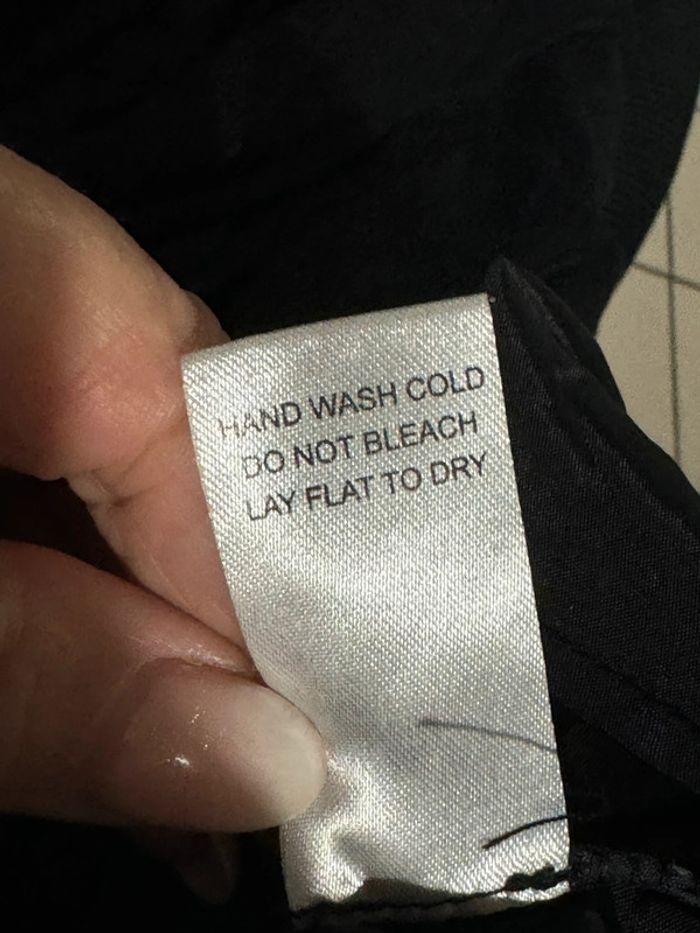 HAND WASH COLD
DO NOT BLEACH
LAY FLAT TO DRY